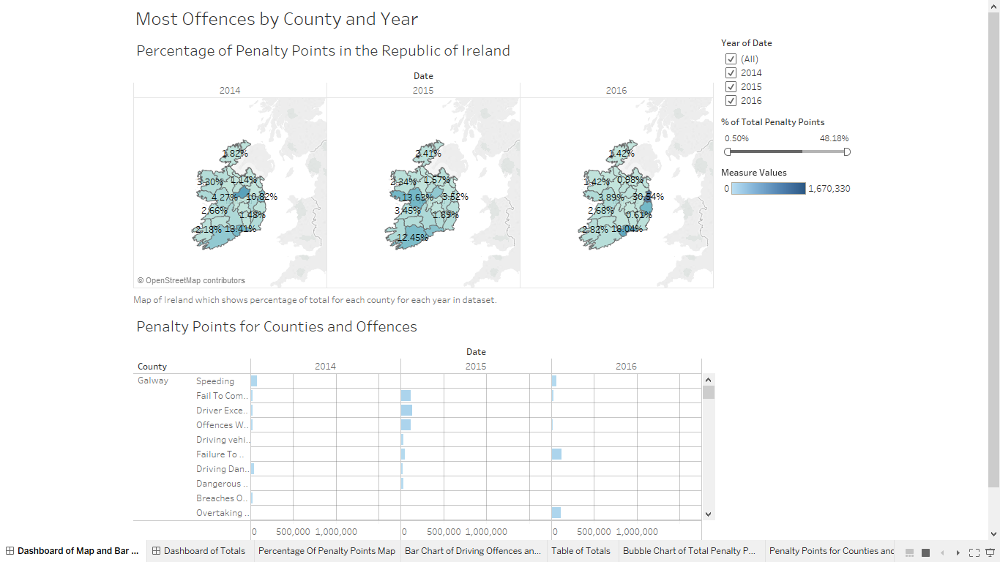 Most Offences by County and Year
Percentage of Penalty Points in the Republic of Ireland
Date
2014 2015 2016
1.82%
3.30% 1.14%
4.27% 10.82%
2.66% 1.48%
2.18% 13.41%
2.41%
2.34% 1.57%
13.63% 3.52%
3.45% 1.89%
12.45%
1.42%
1.42% 0.98%
3.89% 30.54%
2.68% 0.61%
2.82% 18.04%
© OpenStreetMap contributors
Map of Ireland which shows percentage of total for each county for each year in dataset.
Year of Date
(All)
2014
2015
2016
% of Total Penalty Points
0.50% 48.18%
Measure Values
0 1,670,330
Penalty Points for Counties and Offences
Date
County 2014 2015 2016
Galway Speeding
Fail To Com..
Driver Exce..
Offences W..
Driving vehi..
Failure To ..
Driving Dan..
Dangerous ..
Breaches O..
Overtaking ..
0 500,000 1,000,000 0 500,000 1,000,000 0 500,000 1,000,000
Dashboard of Map and Bar ... Dashboard of Totals Percentage Of Penalty Points Map Bar Chart of Driving Offences an... Table of Totals Bubble Chart of Total Penalty P... Penalty Points for Counties and